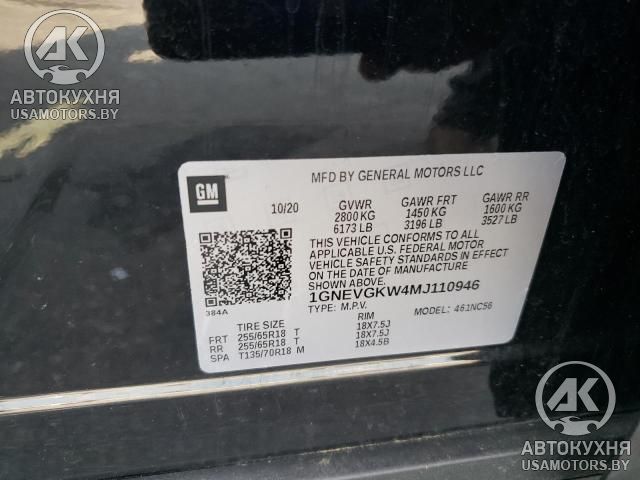 AK
АВТОКУХНЯ
USAMOTORS.BY
GM
MFD BY GENERAL MOTORS LLC
10/20
GVWR GAWR FRT GAWR RR
2800 KG 1450 KG 1600 KG
6173 LB 3196 LB 3527 LB
THIS VEHICLE CONFORMS TO ALL
APPLICABLE U.S. FEDERAL MOTOR
VEHICLE SAFETY STANDARDS IN EFFECT
ON THE DATE OF MANUFACTURE
SHOWN ABOVE.
1GNEVGKW4MJ110946
TYPE: M.P.V. MODEL: 461NC56
384A
TIRE SIZE RIM
FRT 255/65R18 T 18X7.5J
RR 255/65R18 T 18X7.5J
SPA T135/70R18 M 18X4.5B
AK
АВТОКУХНЯ
USAMOTORS.BY